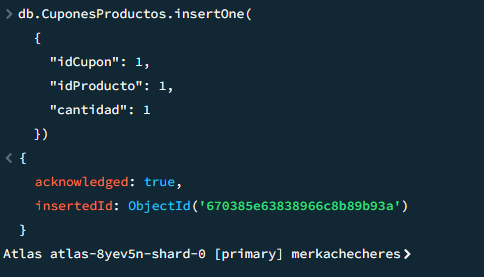 > db.CuponesProductos.insertOne(
{
"idCupon": 1,
"idProducto": 1,
"cantidad": 1
})
< {
acknowledged: true,
insertedId: ObjectId('670385e63838966c8b89b93a')
}
Atlas atlas-8yev5n-shard-0 [primary] merkachecheres>